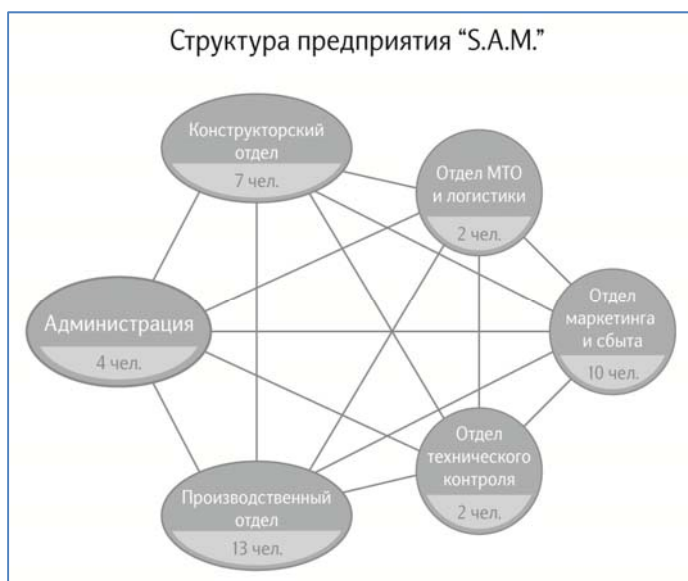 Структура предприятия “S.A.M.”
Конструкторский
отдел
7 чел.
Отдел МТО
и логистики
2 чел.
Администрация
4 чел.
Отдел
маркетинга
и сбыта
10 чел.
Производственный
отдел
13 чел.
Отдел
технического
контроля
2 чел.